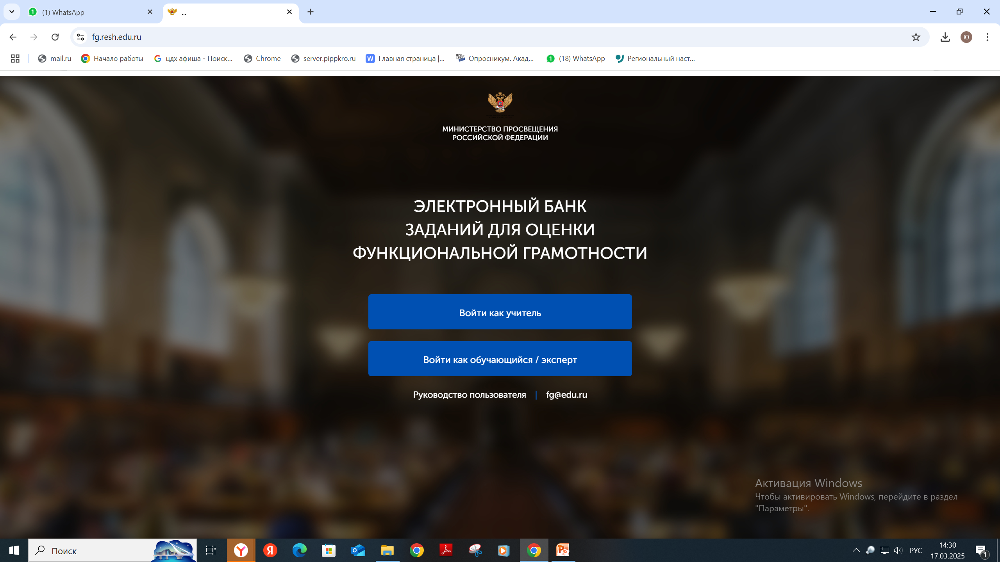 (1) WhatsApp
...
fg.resh.edu.ru
Ю
mail.ru
Начало работы
цдх афиша - Поиск...
Chrome
server.pippkro.ru
Главная страница |...
Опросникум. Акад...
(18) WhatsApp
Региональный наст...
МИНИСТЕРСТВО ПРОСВЕЩЕНИЯ
РОССИЙСКОЙ ФЕДЕРАЦИИ
ЭЛЕКТРОННЫЙ БАНК
ЗАДАНИЙ ДЛЯ ОЦЕНКИ
ФУНКЦИОНАЛЬНОЙ ГРАМОТНОСТИ
Войти как учитель
Войти как обучающийся / эксперт
Руководство пользователя | fg@edu.ru
Активация Windows
Чтобы активировать Windows, перейдите в раздел
"Параметры".
Поиск
РУС
14:30
17.03.2025
1